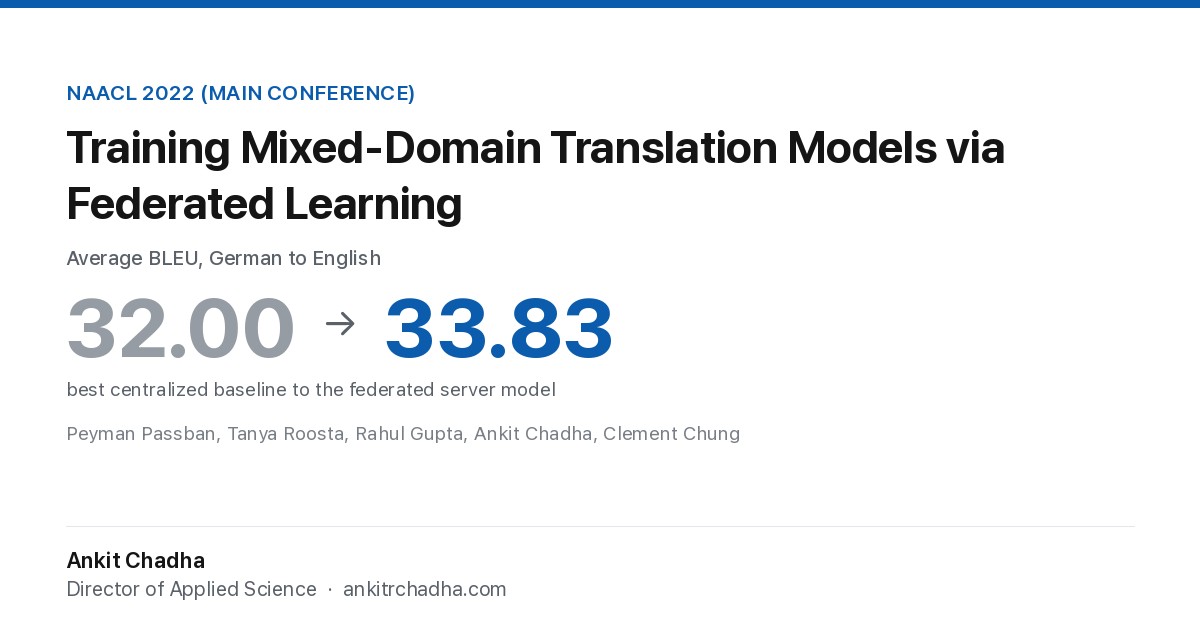 NAACL 2022 (MAIN CONFERENCE)
Training Mixed-Domain Translation Models via
Federated Learning
Average BLEU, German to English
32.00 → 33.83
best centralized baseline to the federated server model
Peyman Passban, Tanya Roosta, Rahul Gupta, Ankit Chadha, Clement Chung
Ankit Chadha
Director of Applied Science · ankitrchadha.com